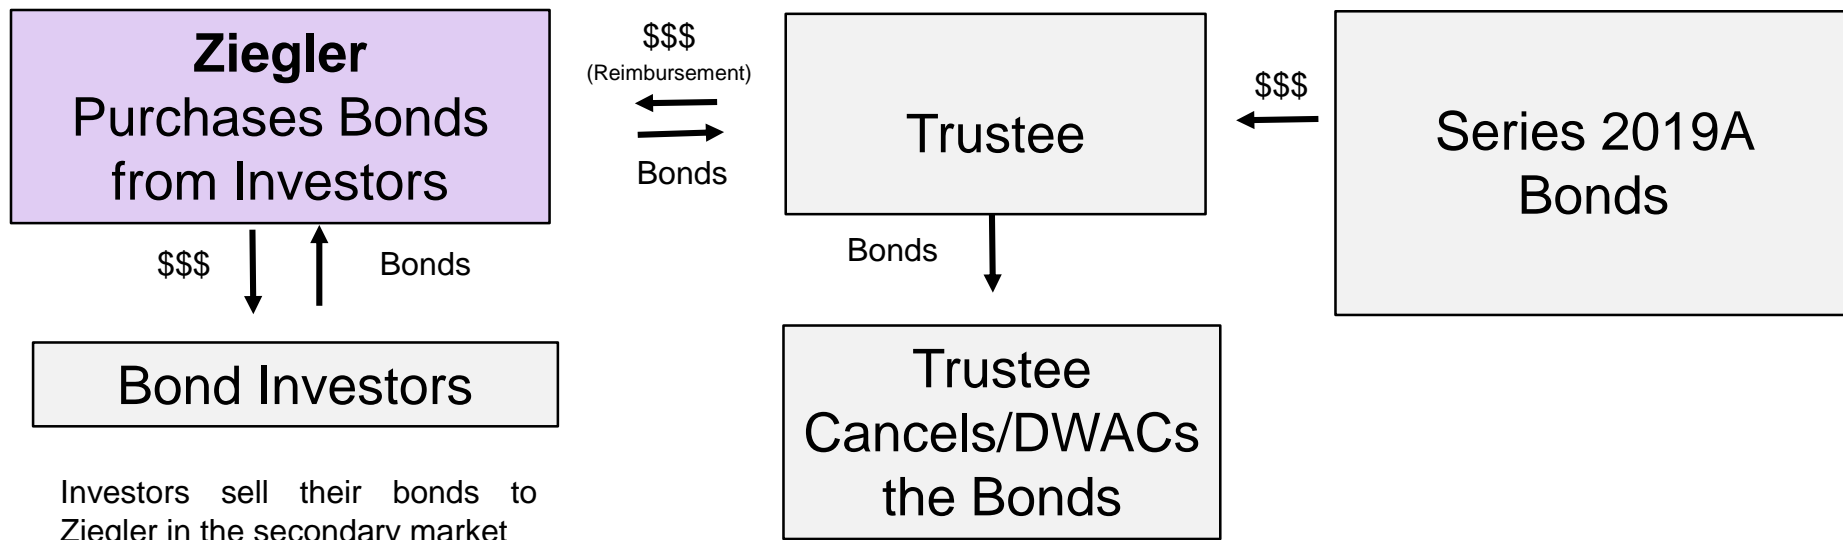 Ziegler
Purchases Bonds
from Investors
$$$
(Reimbursement)
Bonds
Trustee
$$$
Series 2019A
Bonds
$$$
Bonds
Bonds
Bond Investors
Trustee
Cancels/DWACs
the Bonds
Investors sell their bonds to
Ziegler in the secondary market